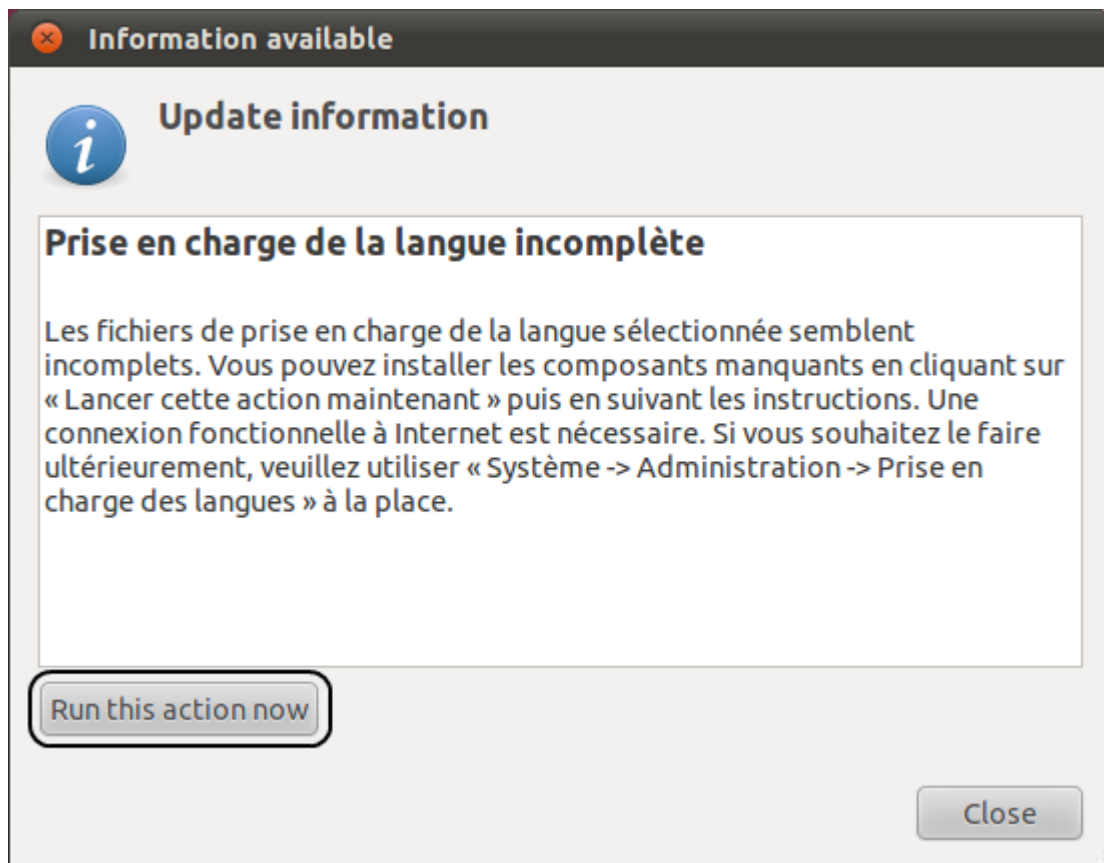 Information available
Update information
Prise en charge de la langue incomplète
Les fichiers de prise en charge de la langue sélectionnée semblent
incomplets. Vous pouvez installer les composants manquants en cliquant sur
« Lancer cette action maintenant » puis en suivant les instructions. Une
connexion fonctionnelle à Internet est nécessaire. Si vous souhaitez le faire
ultérieurement, veuillez utiliser « Système -> Administration -> Prise en
charge des langues » à la place.
Run this action now
Close